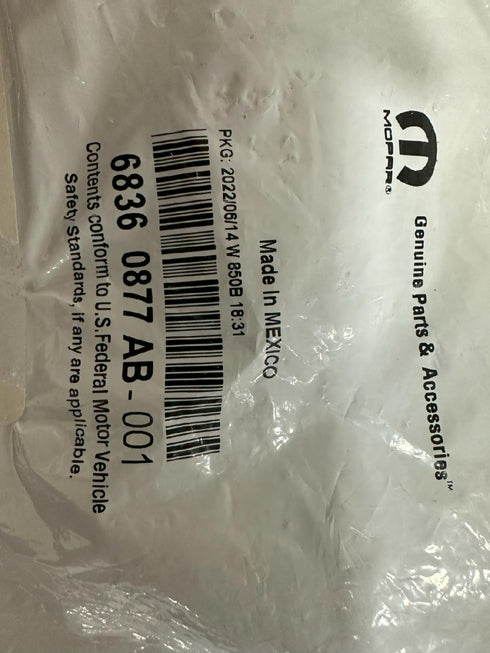 MOPAR®
Genuine Parts & Accessories™
Made In MEXICO
PKG: 2022/06/14 W 850B 18:31
6836 0877 AB - 001
Contents conform to U.S.Federal Motor Vehicle
Safety Standards, if any are applicable.